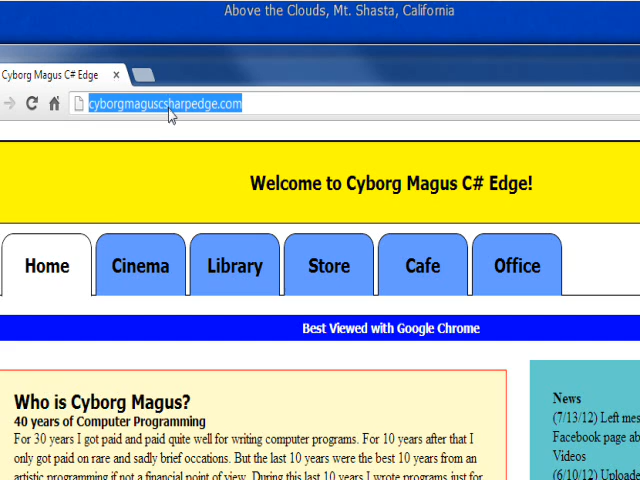 Above the Clouds, Mt. Shasta, California
Cyborg Magus C# Edge
cyborgmaguscsharpedge.com
Welcome to Cyborg Magus C# Edge!
Home Cinema Library Store Cafe Office
Best Viewed with Google Chrome
Who is Cyborg Magus?
40 years of Computer Programming
For 30 years I got paid and paid quite well for writing computer programs. For 10 years after that I
only got paid on rare and sadly brief occations. But the last 10 years were the best 10 years from an
artistic programming if not a financial point of view. During this last 10 years I wrote programs just for
News
(7/13/12) Left mes
Facebook page ab
Videos
(6/10/12) Uploade